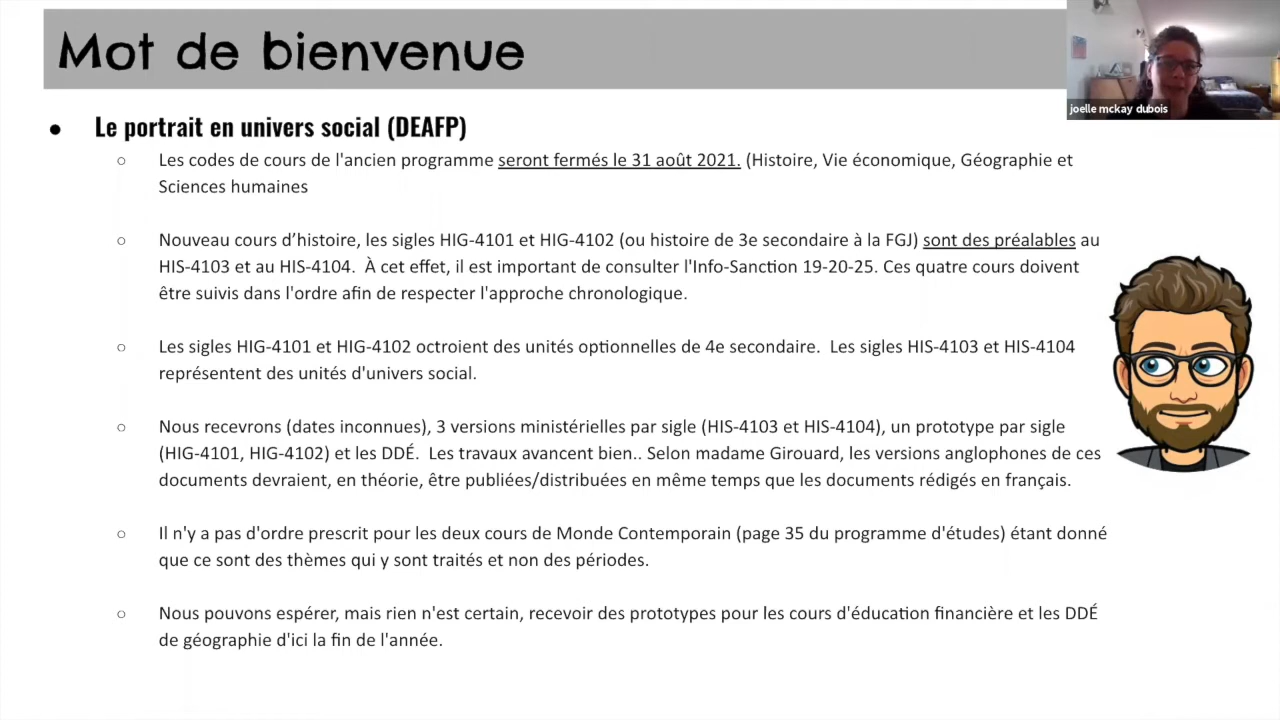 Mot de bienvenue
joelle mckay dubois
● Le portrait en univers social (DEAFP)
○ Les codes de cours de l'ancien programme seront fermés le 31 août 2021. (Histoire, Vie économique, Géographie et
Sciences humaines
○ Nouveau cours d’histoire, les sigles HIG-4101 et HIG-4102 (ou histoire de 3e secondaire à la FGJ) sont des préalables au
HIS-4103 et au HIS-4104.  À cet effet, il est important de consulter l'Info-Sanction 19-20-25. Ces quatre cours doivent
être suivis dans l'ordre afin de respecter l'approche chronologique.
○ Les sigles HIG-4101 et HIG-4102 octroient des unités optionnelles de 4e secondaire.  Les sigles HIS-4103 et HIS-4104
représentent des unités d'univers social.
○ Nous recevrons (dates inconnues), 3 versions ministérielles par sigle (HIS-4103 et HIS-4104), un prototype par sigle
(HIG-4101, HIG-4102) et les DDÉ.  Les travaux avancent bien.. Selon madame Girouard, les versions anglophones de ces
documents devraient, en théorie, être publiées/distribuées en même temps que les documents rédigés en français.
○ Il n'y a pas d'ordre prescrit pour les deux cours de Monde Contemporain (page 35 du programme d'études) étant donné
que ce sont des thèmes qui y sont traités et non des périodes.
○ Nous pouvons espérer, mais rien n'est certain, recevoir des prototypes pour les cours d'éducation financière et les DDÉ
de géographie d'ici la fin de l'année.